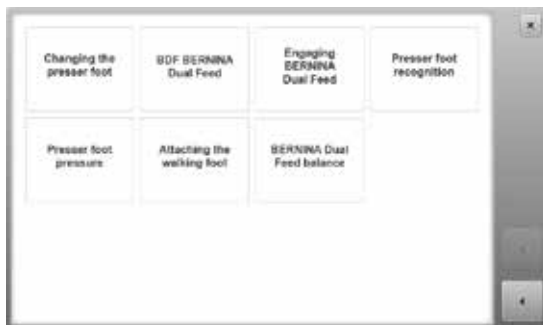 Changing the
presser foot
BDF BERNINA
Dual Feed
Engaging
BERNINA
Dual Feed
Presser foot
recognition
Presser foot
pressure
Attaching the
walking foot
BERNINA Dual
Feed balance